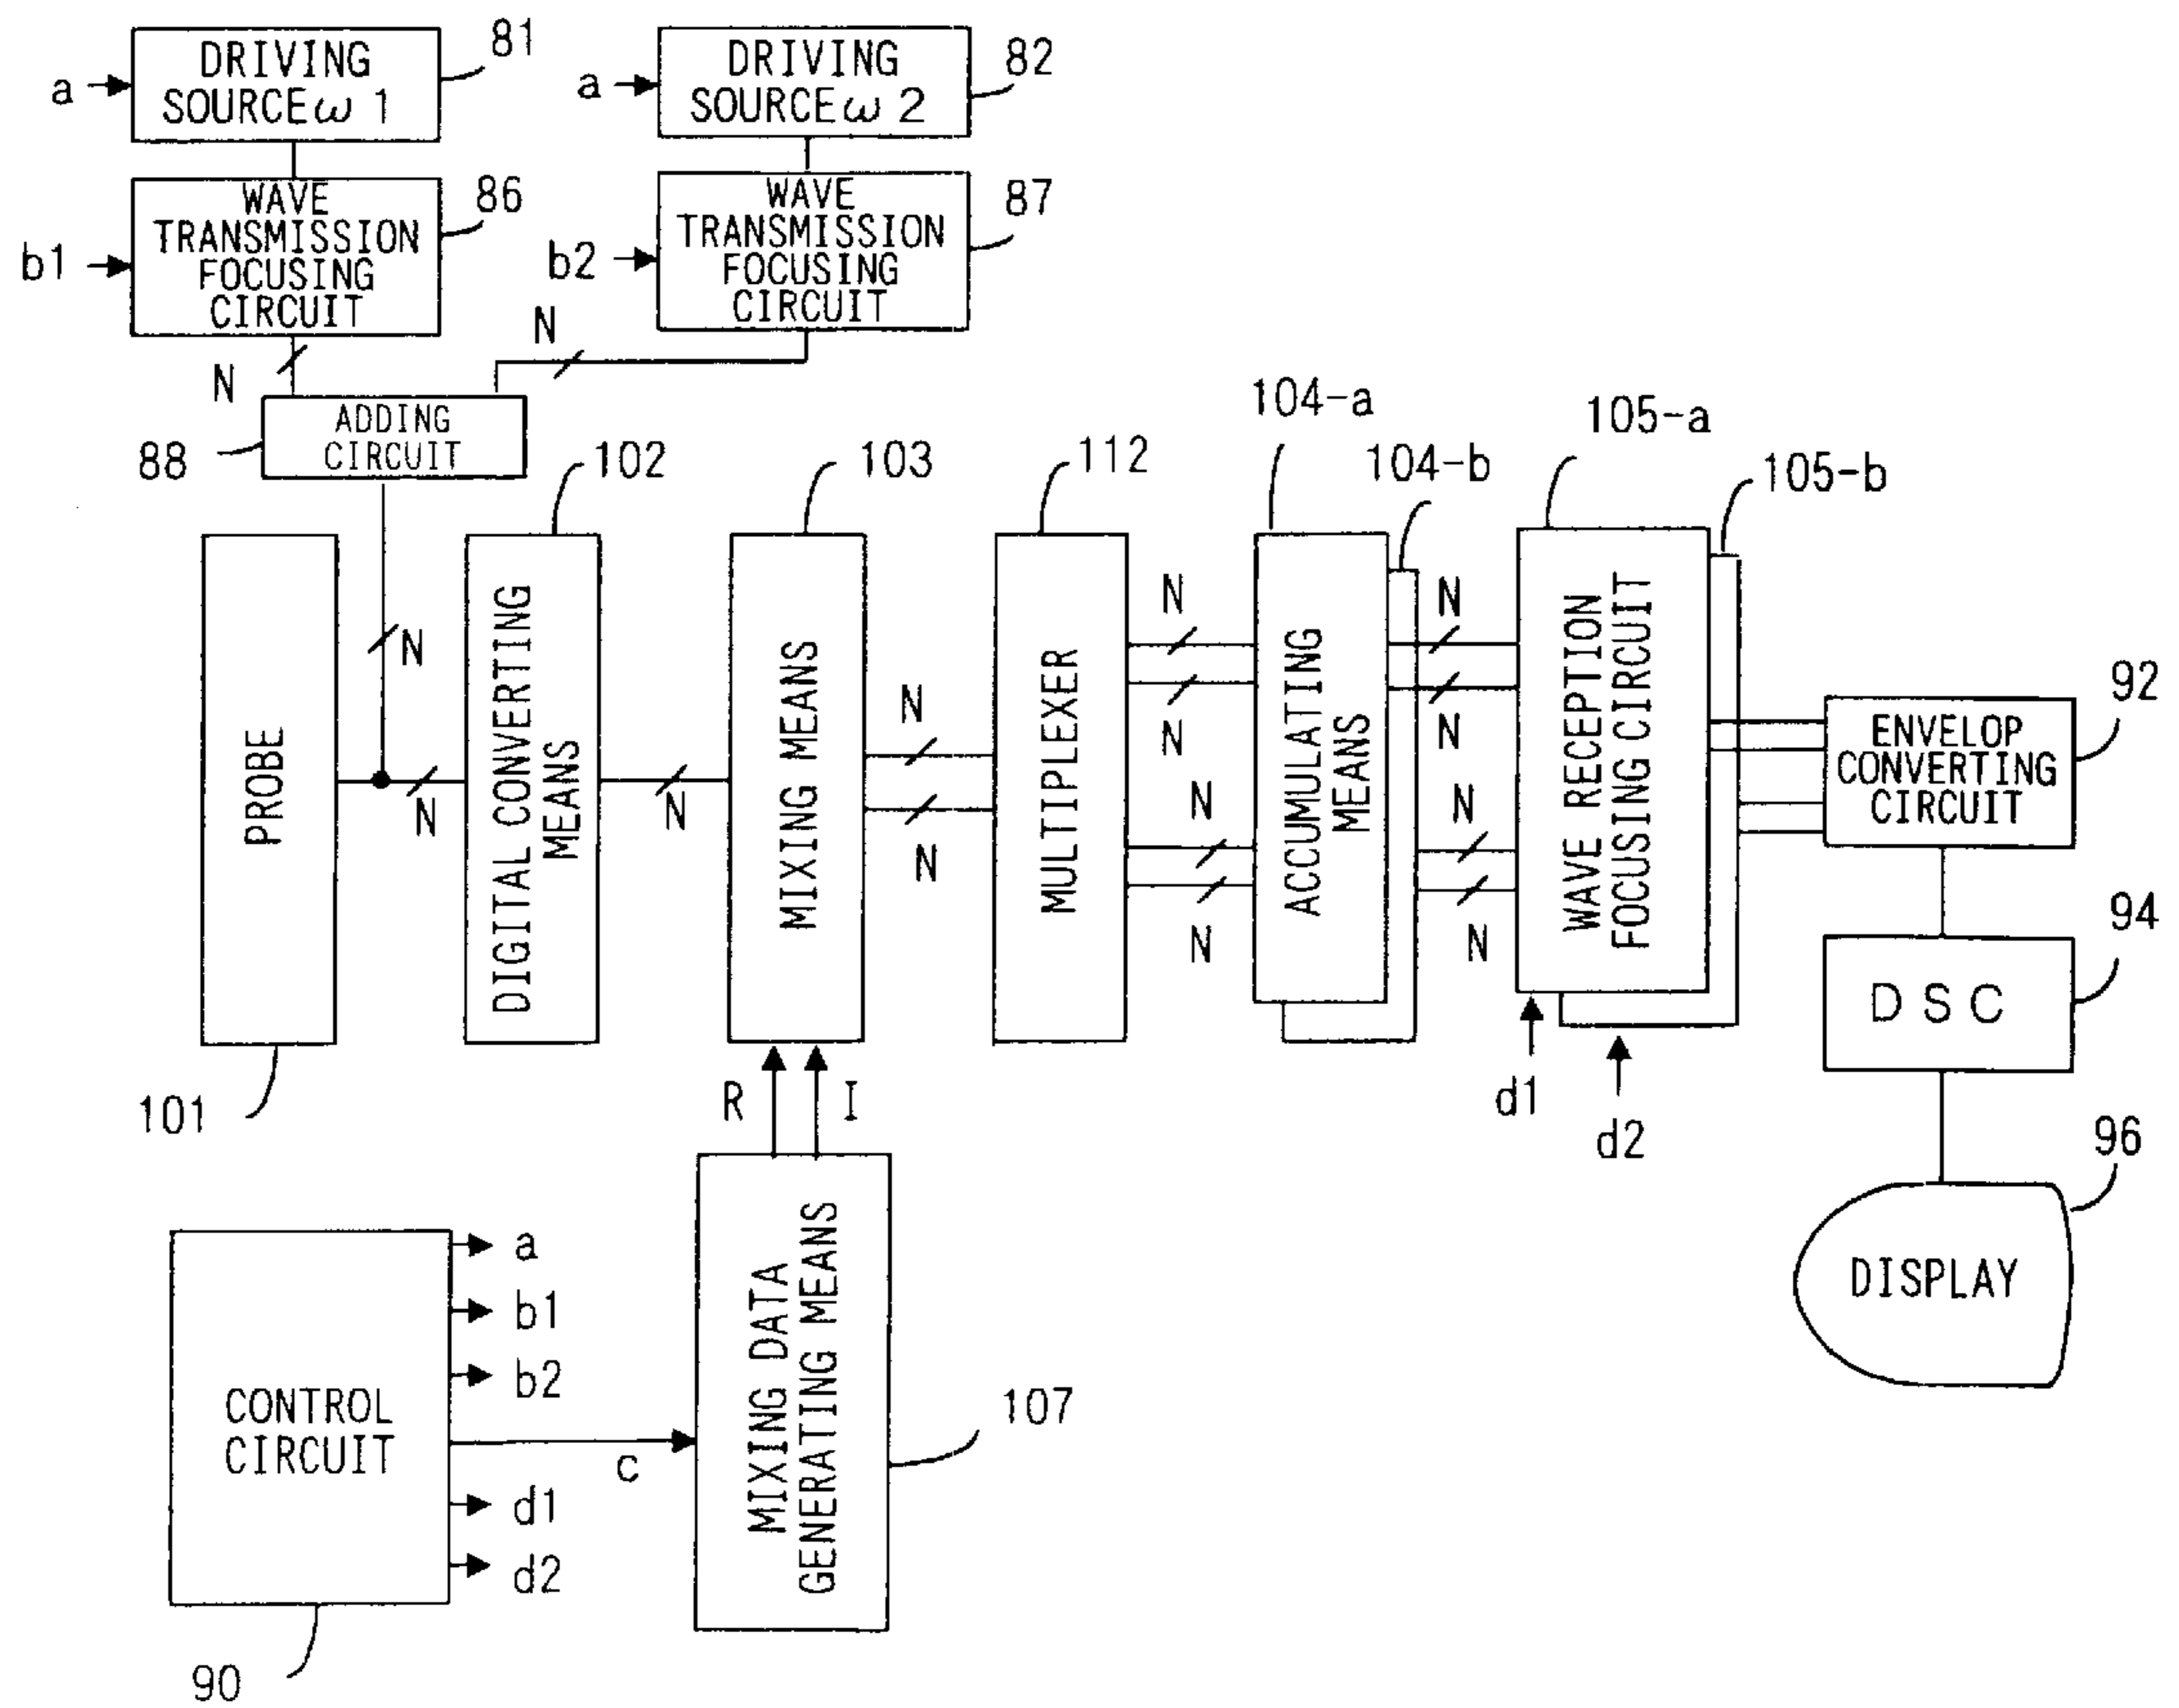 81
82
a
DRIVING
SOURCE ω 1
a
DRIVING
SOURCE ω 2
86
87
b1
WAVE
TRANSMISSION
FOCUSING
CIRCUIT
b2
WAVE
TRANSMISSION
FOCUSING
CIRCUIT
N
N
88
ADDING
CIRCUIT
102
103
112
104-a
104-b
105-a
105-b
PROBE
101
N
N
DIGITAL CONVERTING
MEANS
N
MIXING MEANS
N
N
MULTIPLEXER
N
N
N
N
ACCUMULATING
MEANS
N
N
N
N
WAVE RECEPTION
FOCUSING CIRCUIT
d1
d2
92
ENVELOP
CONVERTING
CIRCUIT
94
DSC
96
DISPLAY
R
I
MIXING DATA
GENERATING MEANS
107
CONTROL
CIRCUIT
90
a
b1
b2
c
d1
d2